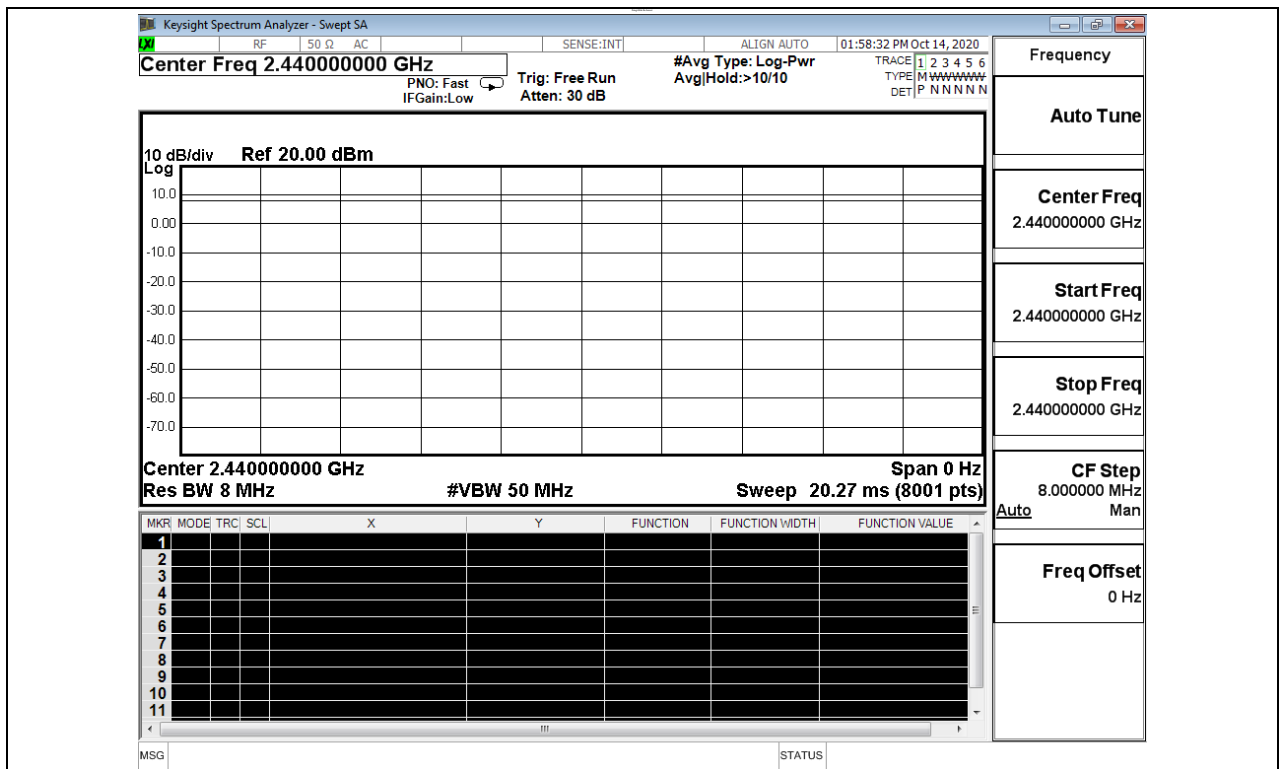 Keysight Spectrum Analyzer - Swept SA
LXI RF 50 Ω AC SENSE:INT ALIGN AUTO 01:58:32 PM Oct 14, 2020
Center Freq 2.440000000 GHz
PNO: Fast
IFGain:Low
Trig: Free Run
Atten: 30 dB
#Avg Type: Log-Pwr
Avg|Hold:>10/10
TRACE 1 2 3 4 5 6
TYPE M WWWWW
DET P N N N N N
10 dB/div Ref 20.00 dBm
Log
10.0
0.00
-10.0
-20.0
-30.0
-40.0
-50.0
-60.0
-70.0
Center 2.440000000 GHz Span 0 Hz
Res BW 8 MHz #VBW 50 MHz Sweep 20.27 ms (8001 pts)
MKR MODE TRC SCL X Y FUNCTION FUNCTION WIDTH FUNCTION VALUE
1
2
3
4
5
6
7
8
9
10
11
MSG STATUS
Frequency
Auto Tune
Center Freq
2.440000000 GHz
Start Freq
2.440000000 GHz
Stop Freq
2.440000000 GHz
CF Step
8.000000 MHz
Auto Man
Freq Offset
0 Hz